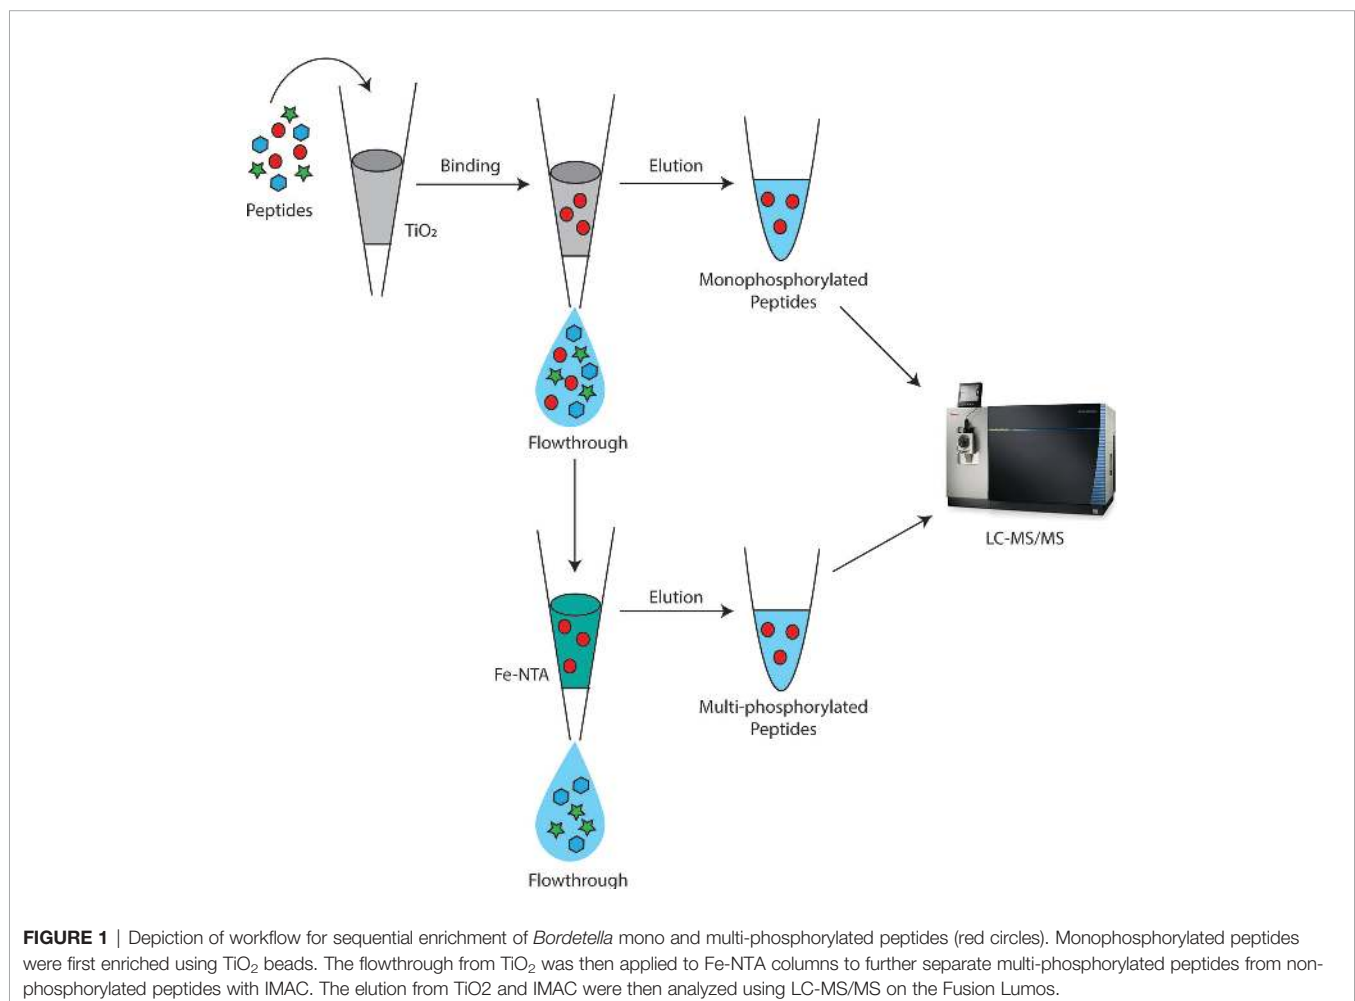 Peptides
TiO₂
Binding
Elution
Monophosphorylated
Peptides
Flowthrough
LC-MS/MS
Fe-NTA
Elution
Multi-phosphorylated
Peptides
Flowthrough
FIGURE 1 | Depiction of workflow for sequential enrichment of Bordetella mono and multi-phosphorylated peptides (red circles). Monophosphorylated peptides
were first enriched using TiO₂ beads. The flowthrough from TiO₂ was then applied to Fe-NTA columns to further separate multi-phosphorylated peptides from non-
phosphorylated peptides with IMAC. The elution from TiO2 and IMAC were then analyzed using LC-MS/MS on the Fusion Lumos.